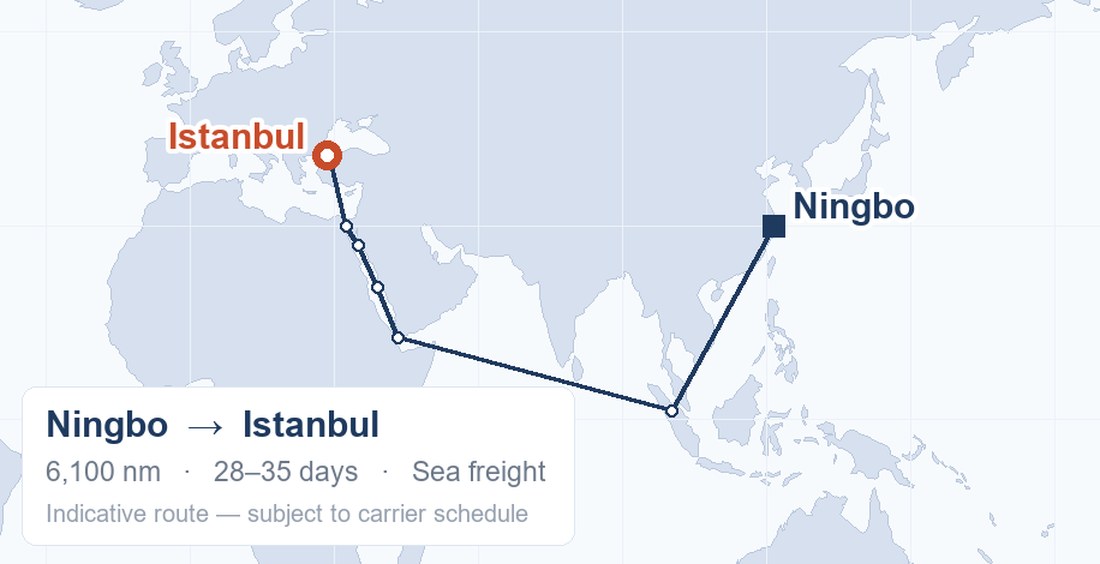 Istanbul
Ningbo
Ningbo → Istanbul
6,100 nm · 28–35 days · Sea freight
Indicative route — subject to carrier schedule